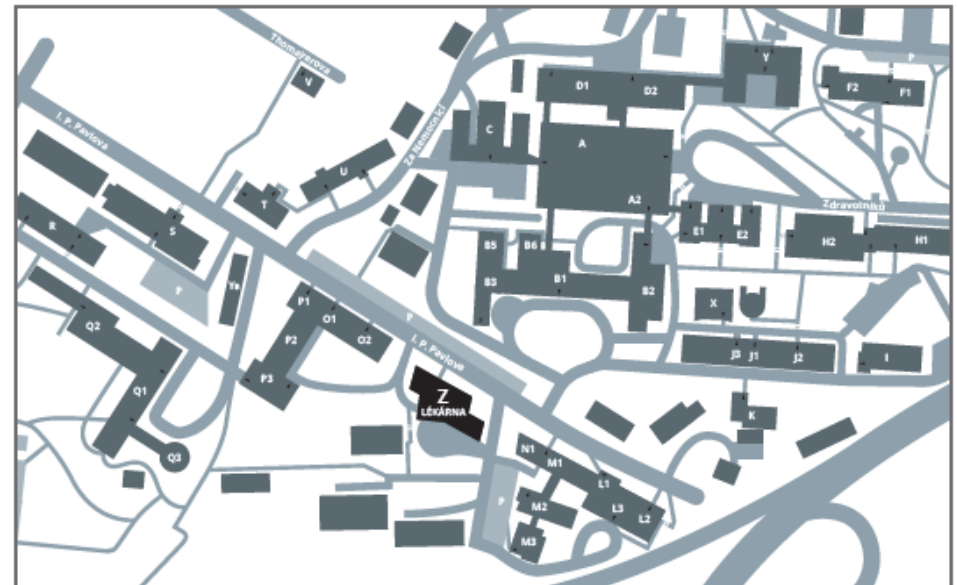 Thomayerova
V
Y
P
D1
D2
F2
F1
I. P. Pavlova
Za Nemocnicí
C
A
U
T
A2
Zdravotníků
R
S
E1
E2
H2
H1
B5
B6
B3
B1
B2
P
P1
O1
O2
P
X
Q2
P2
I. P. Pavlova
J3
J1
J2
I
P3
Q1
Z
LÉKÁRNA
K
Q3
N1
M1
L1
P
M2
L3
L2
M3